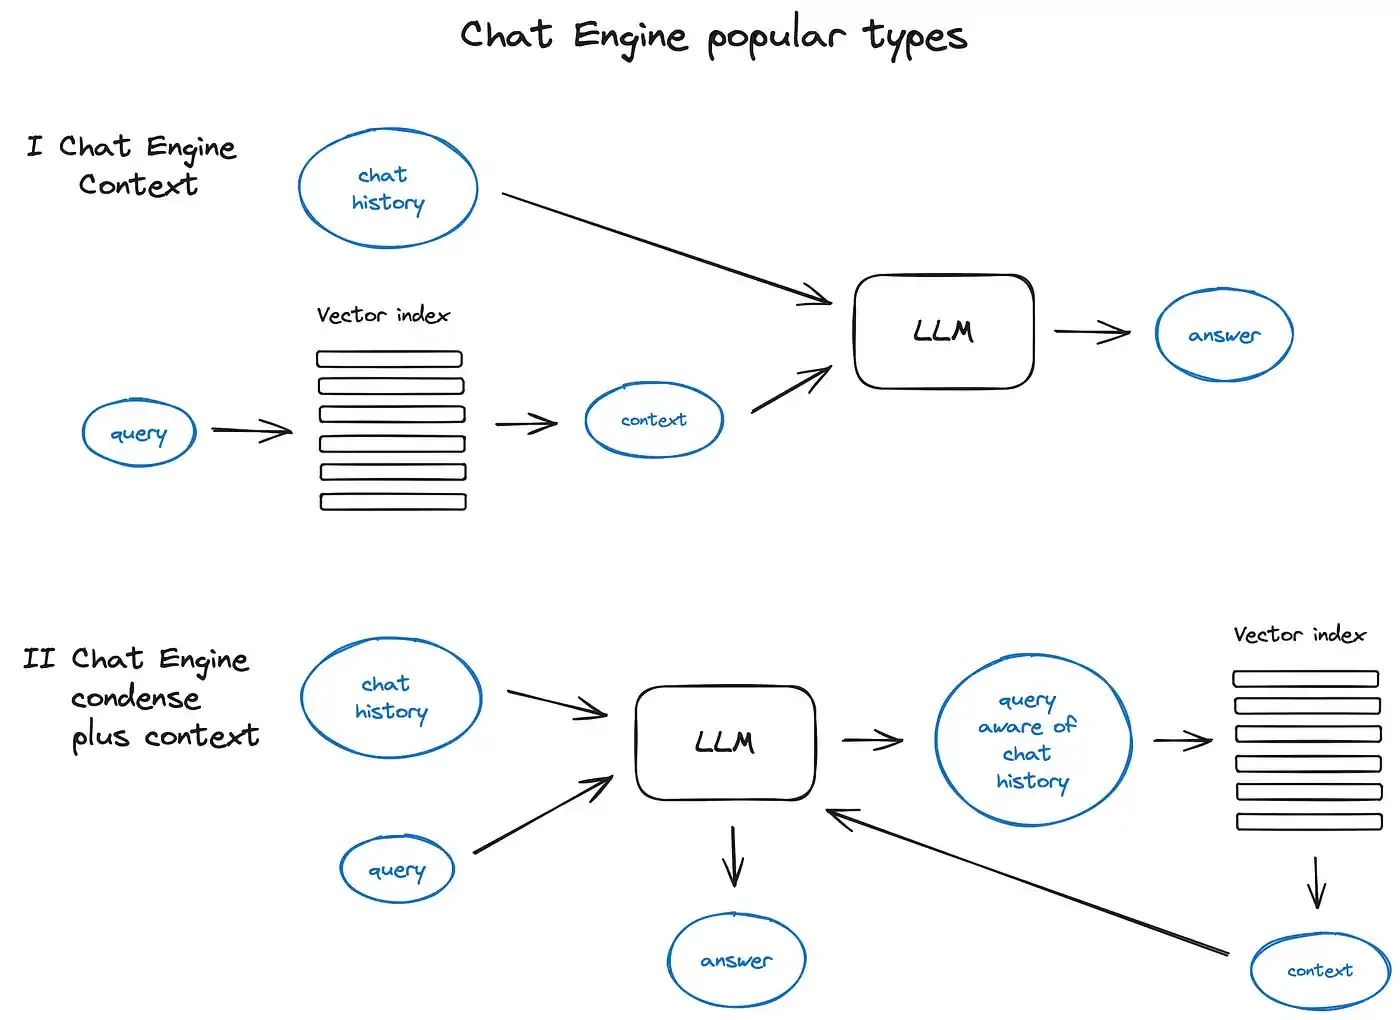 Chat Engine popular types
I Chat Engine
Context
chat
history
Vector index
query
context
LLM
answer
II Chat Engine
condense
plus context
chat
history
query
LLM
answer
query
aware of
chat
history
Vector index
context